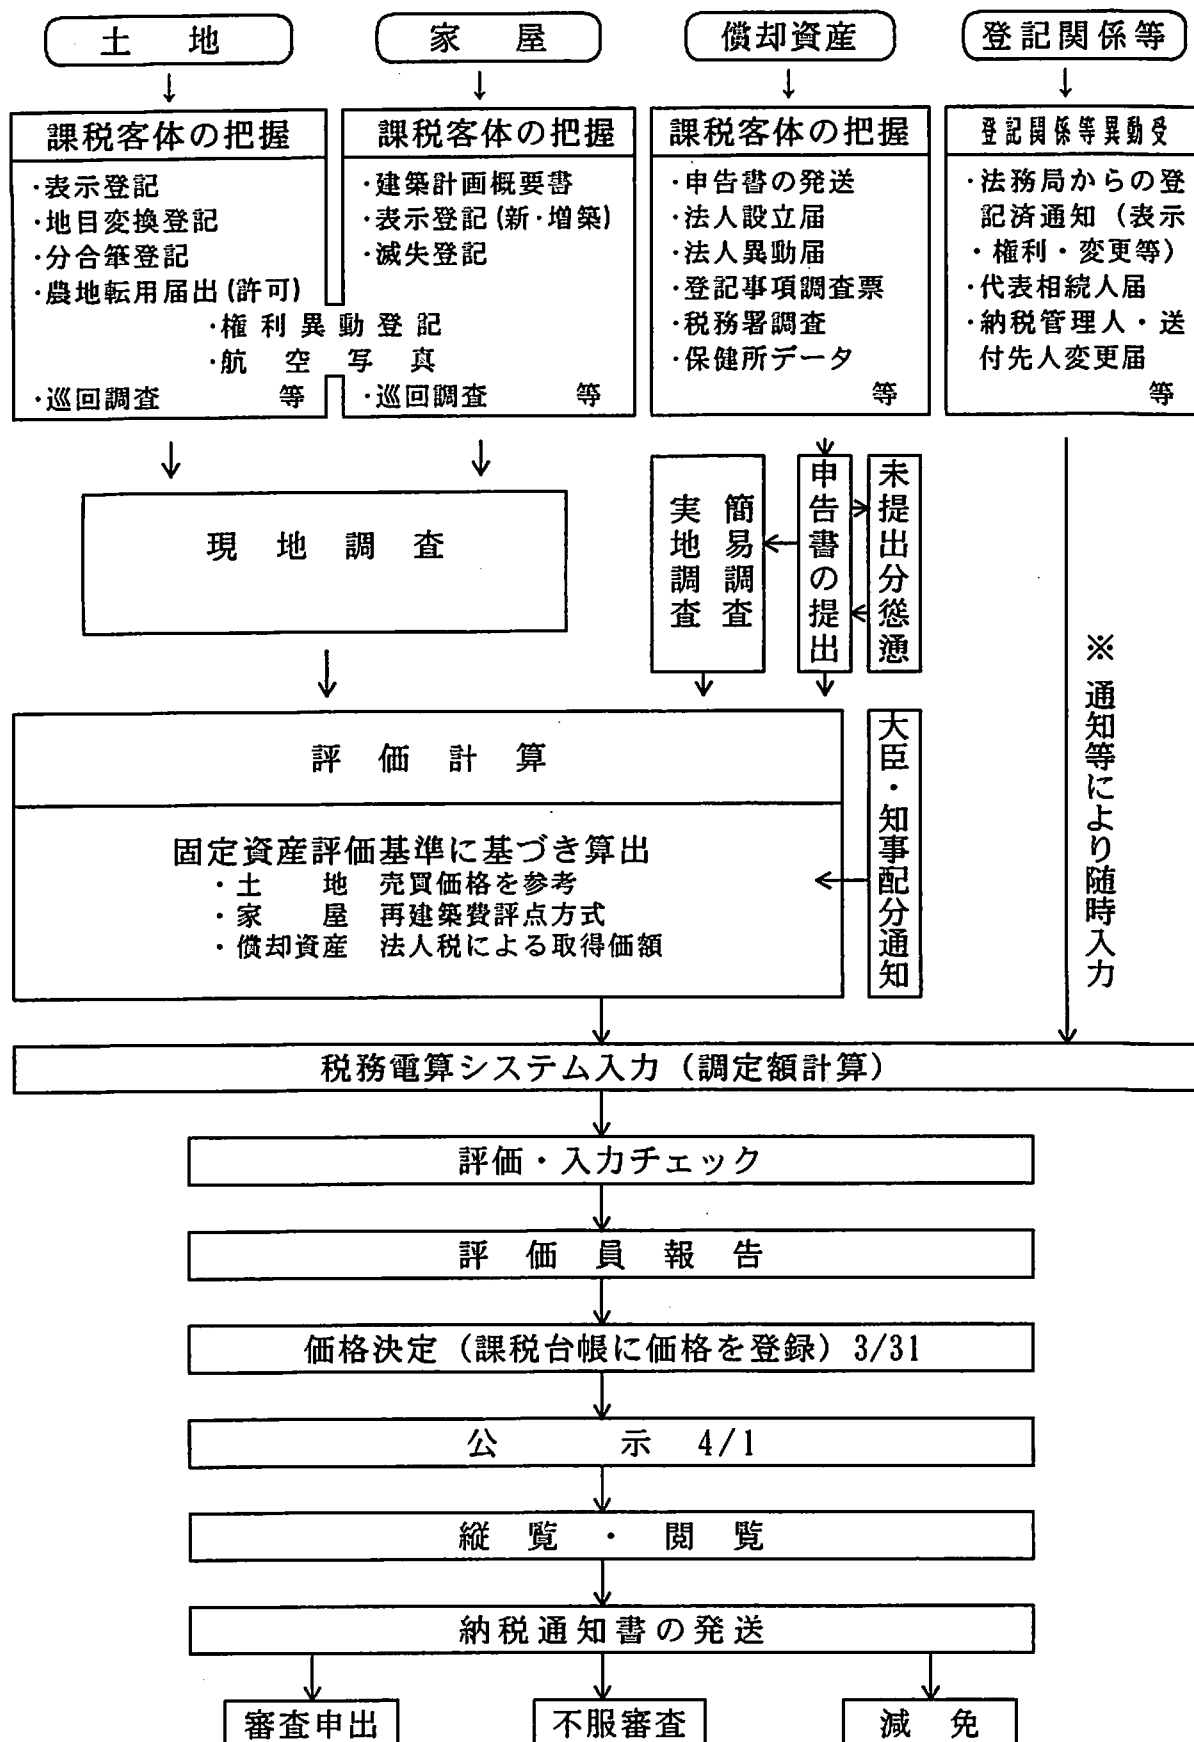 土地
家屋
償却資産
登記関係等
課税客体の把握
・表示登記
・地目変換登記
・分合筆登記
・農地転用届出(許可)
課税客体の把握
・建築計画概要書
・表示登記(新・増築)
・滅失登記
・権利異動登記
・航空写真
・巡回調査 等
・巡回調査 等
課税客体の把握
・申告書の発送
・法人設立届
・法人異動届
・登記事項調査票
・税務署調査
・保健所データ
等
登記関係等異動受
・法務局からの登
記済通知(表示
・権利・変更等)
・代表相続人届
・納税管理人・送
付先人変更届
等
現地調査
簡易調査
実地調査
申告書の提出
未提出分慫慂
※通知等により随時入力
評価計算
固定資産評価基準に基づき算出
・土地 売買価格を参考
・家屋 再建築費評点方式
・償却資産 法人税による取得価額
大臣・知事配分通知
税務電算システム入力(調定額計算)
評価・入力チェック
評価員報告
価格決定(課税台帳に価格を登録)3/31
公示 4/1
縦覧・閲覧
納税通知書の発送
審査申出
不服審査
減免